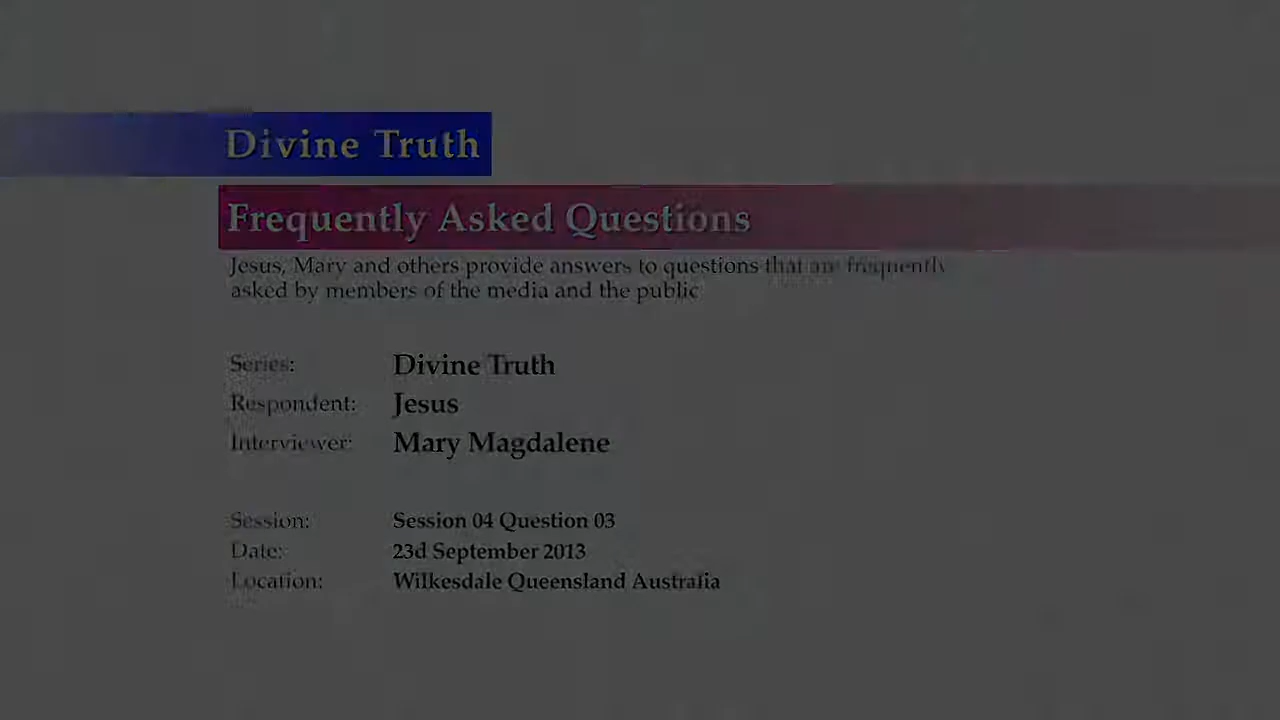 Divine Truth
Frequently Asked Questions
Jesus, Mary and others provide answers to questions that are frequently
asked by members of the media and the public
Series: Divine Truth
Respondent: Jesus
Interviewer: Mary Magdalene
Session: Session 04 Question 03
Date: 23d September 2013
Location: Wilkesdale Queensland Australia